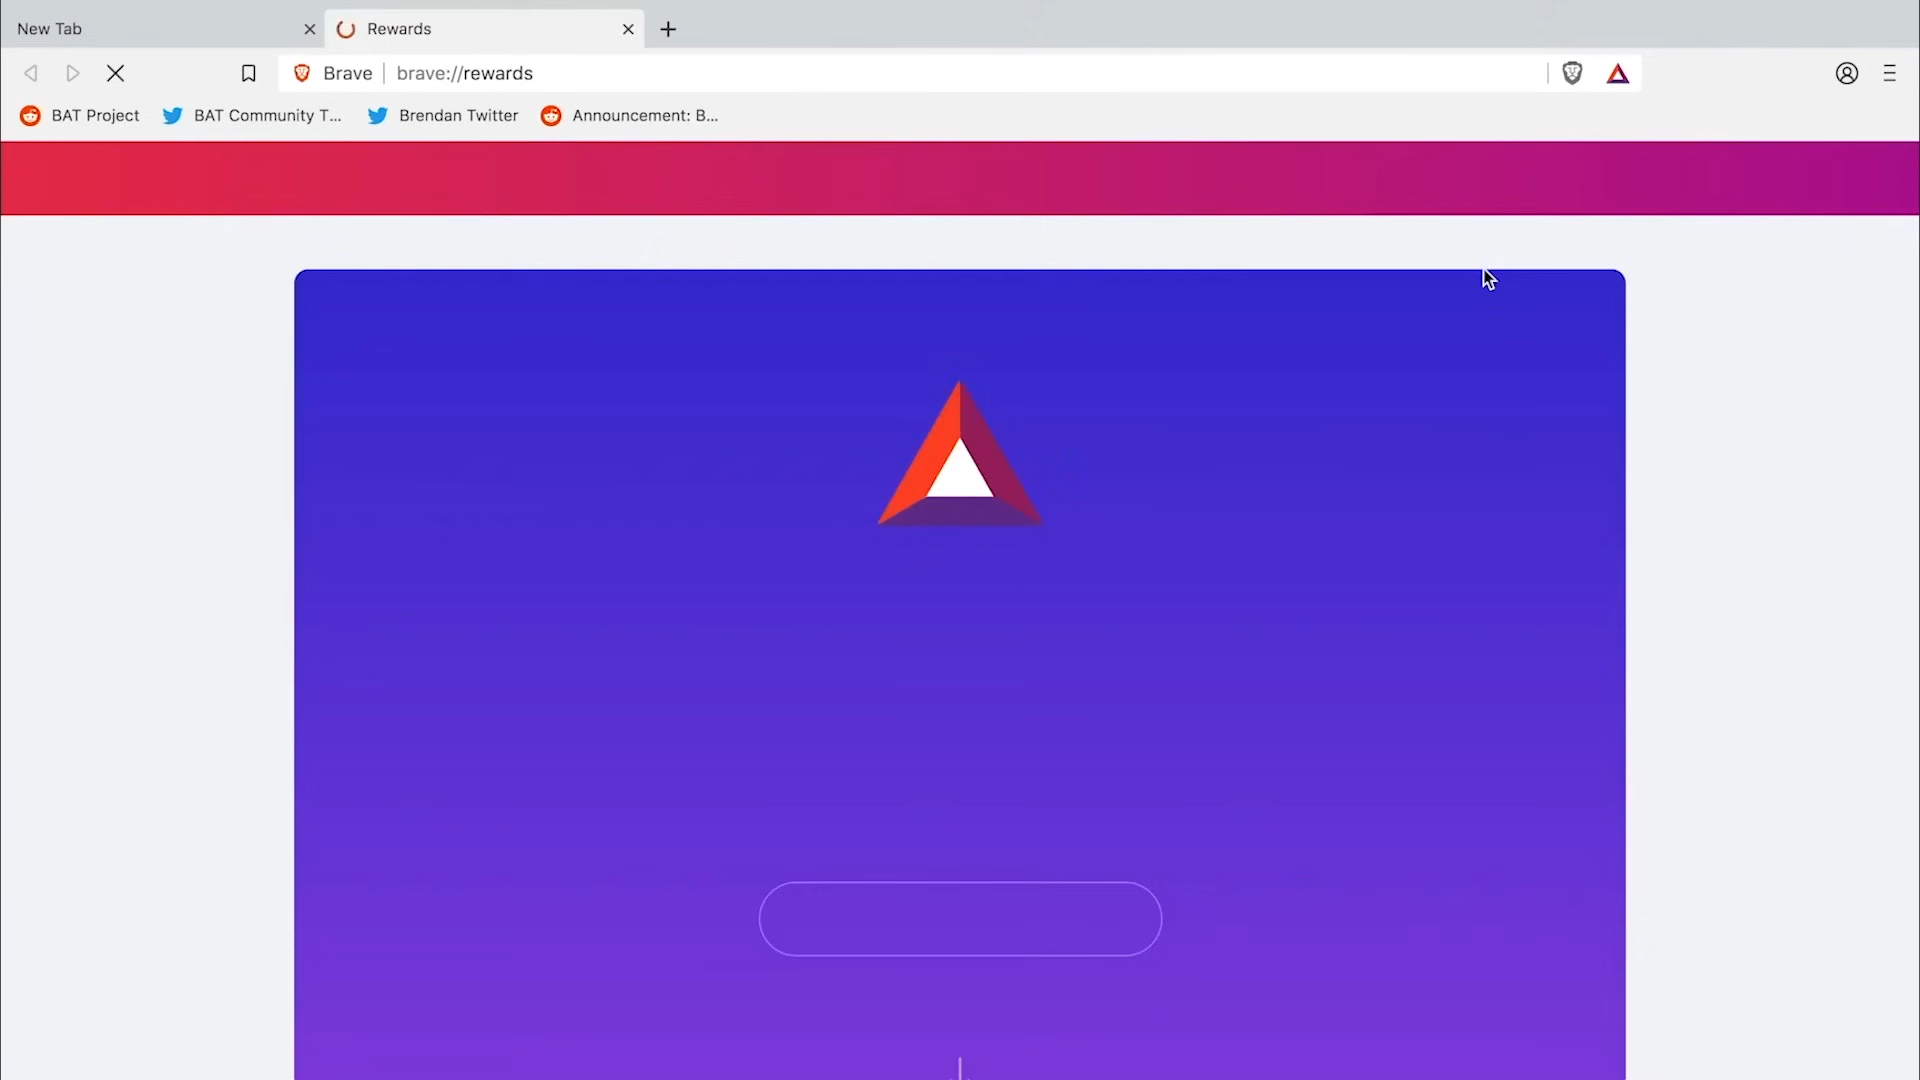 New Tab
Rewards
Brave
brave://rewards
BAT Project
BAT Community T...
Brendan Twitter
Announcement: B...